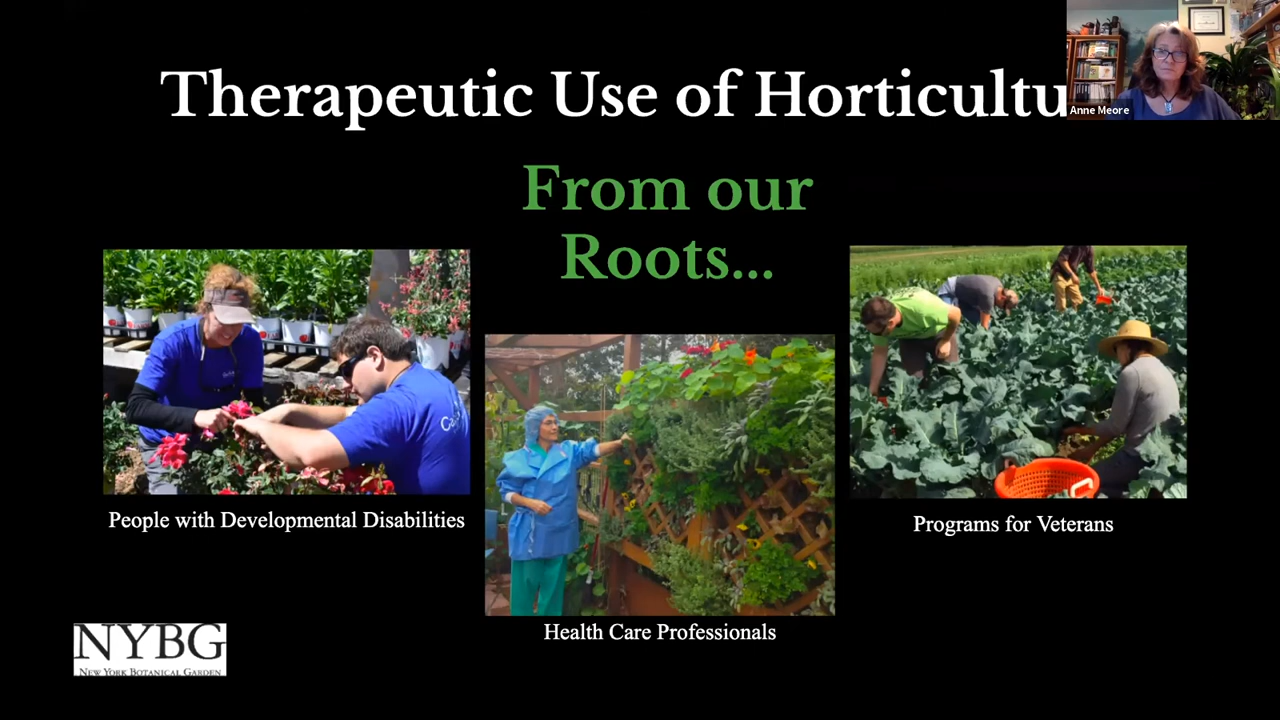 Therapeutic Use of Horticultu
Anne Meore
From our
Roots...
People with Developmental Disabilities
Programs for Veterans
Health Care Professionals
NYBG
NEW YORK BOTANICAL GARDEN